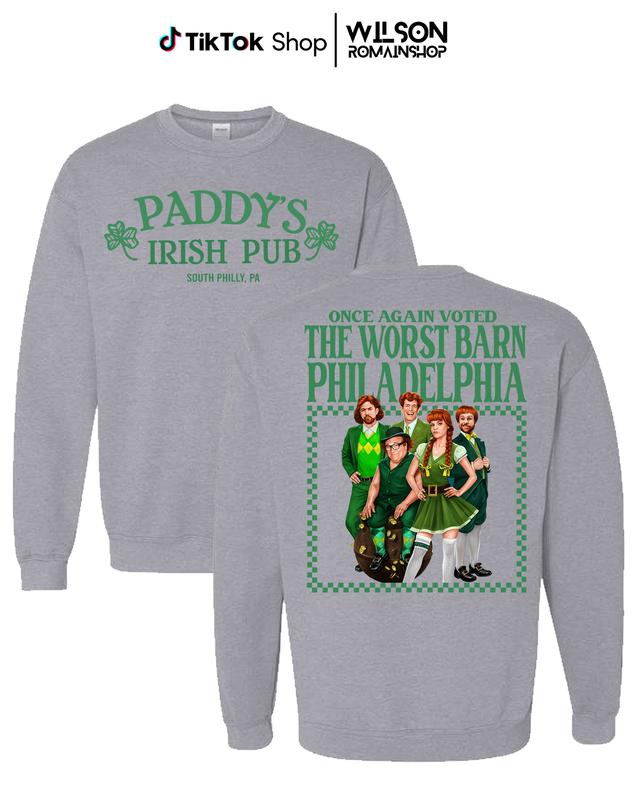 TikTok Shop
WILSON
ROMAINSHOP
PADDY'S
IRISH PUB
SOUTH PHILLY, PA
ONCE AGAIN VOTED
THE WORST BARN
PHILADELPHIA